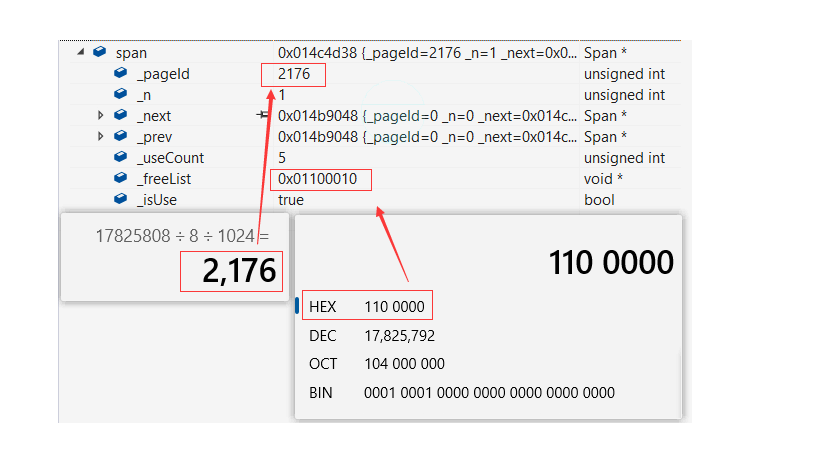 span 0x014c4d38 {_pageId=2176 _n=1 _next=0x0... Span *
_pageId 2176 unsigned int
_n 1 unsigned int
_next 0x014b9048 {_pageId=0 _n=0 _next=0x014c... Span *
_prev 0x014b9048 {_pageId=0 _n=0 _next=0x014c... Span *
_useCount 5 unsigned int
_freeList 0x01100010 void *
_isUse true bool
17825808 ÷ 8 ÷ 1024 =
2,176
110 0000
HEX 110 0000
DEC 17,825,792
OCT 104 000 000
BIN 0001 0001 0000 0000 0000 0000 0000